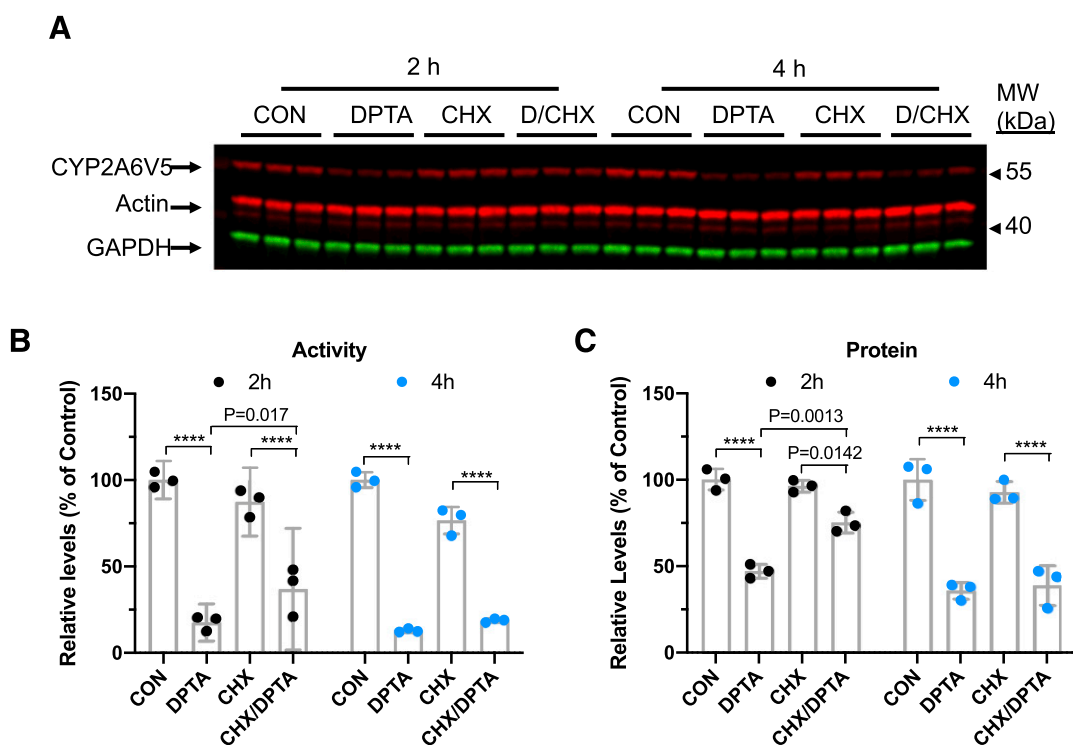 A
2 h
4 h
MW
(kDa)
CON DPTA CHX D/CHX CON DPTA CHX D/CHX
CYP2A6V5
55
Actin
40
GAPDH
B
Activity
2h 4h
Relative levels (% of Control)
150
100
50
0
P=0.017
**** ****
**** ****
CON DPTA CHX CHX/DPTA CON DPTA CHX CHX/DPTA
C
Protein
2h 4h
Relative Levels (% of Control)
150
100
50
0
P=0.0013
**** P=0.0142
**** ****
CON DPTA CHX CHX/DPTA CON DPTA CHX CHX/DPTA